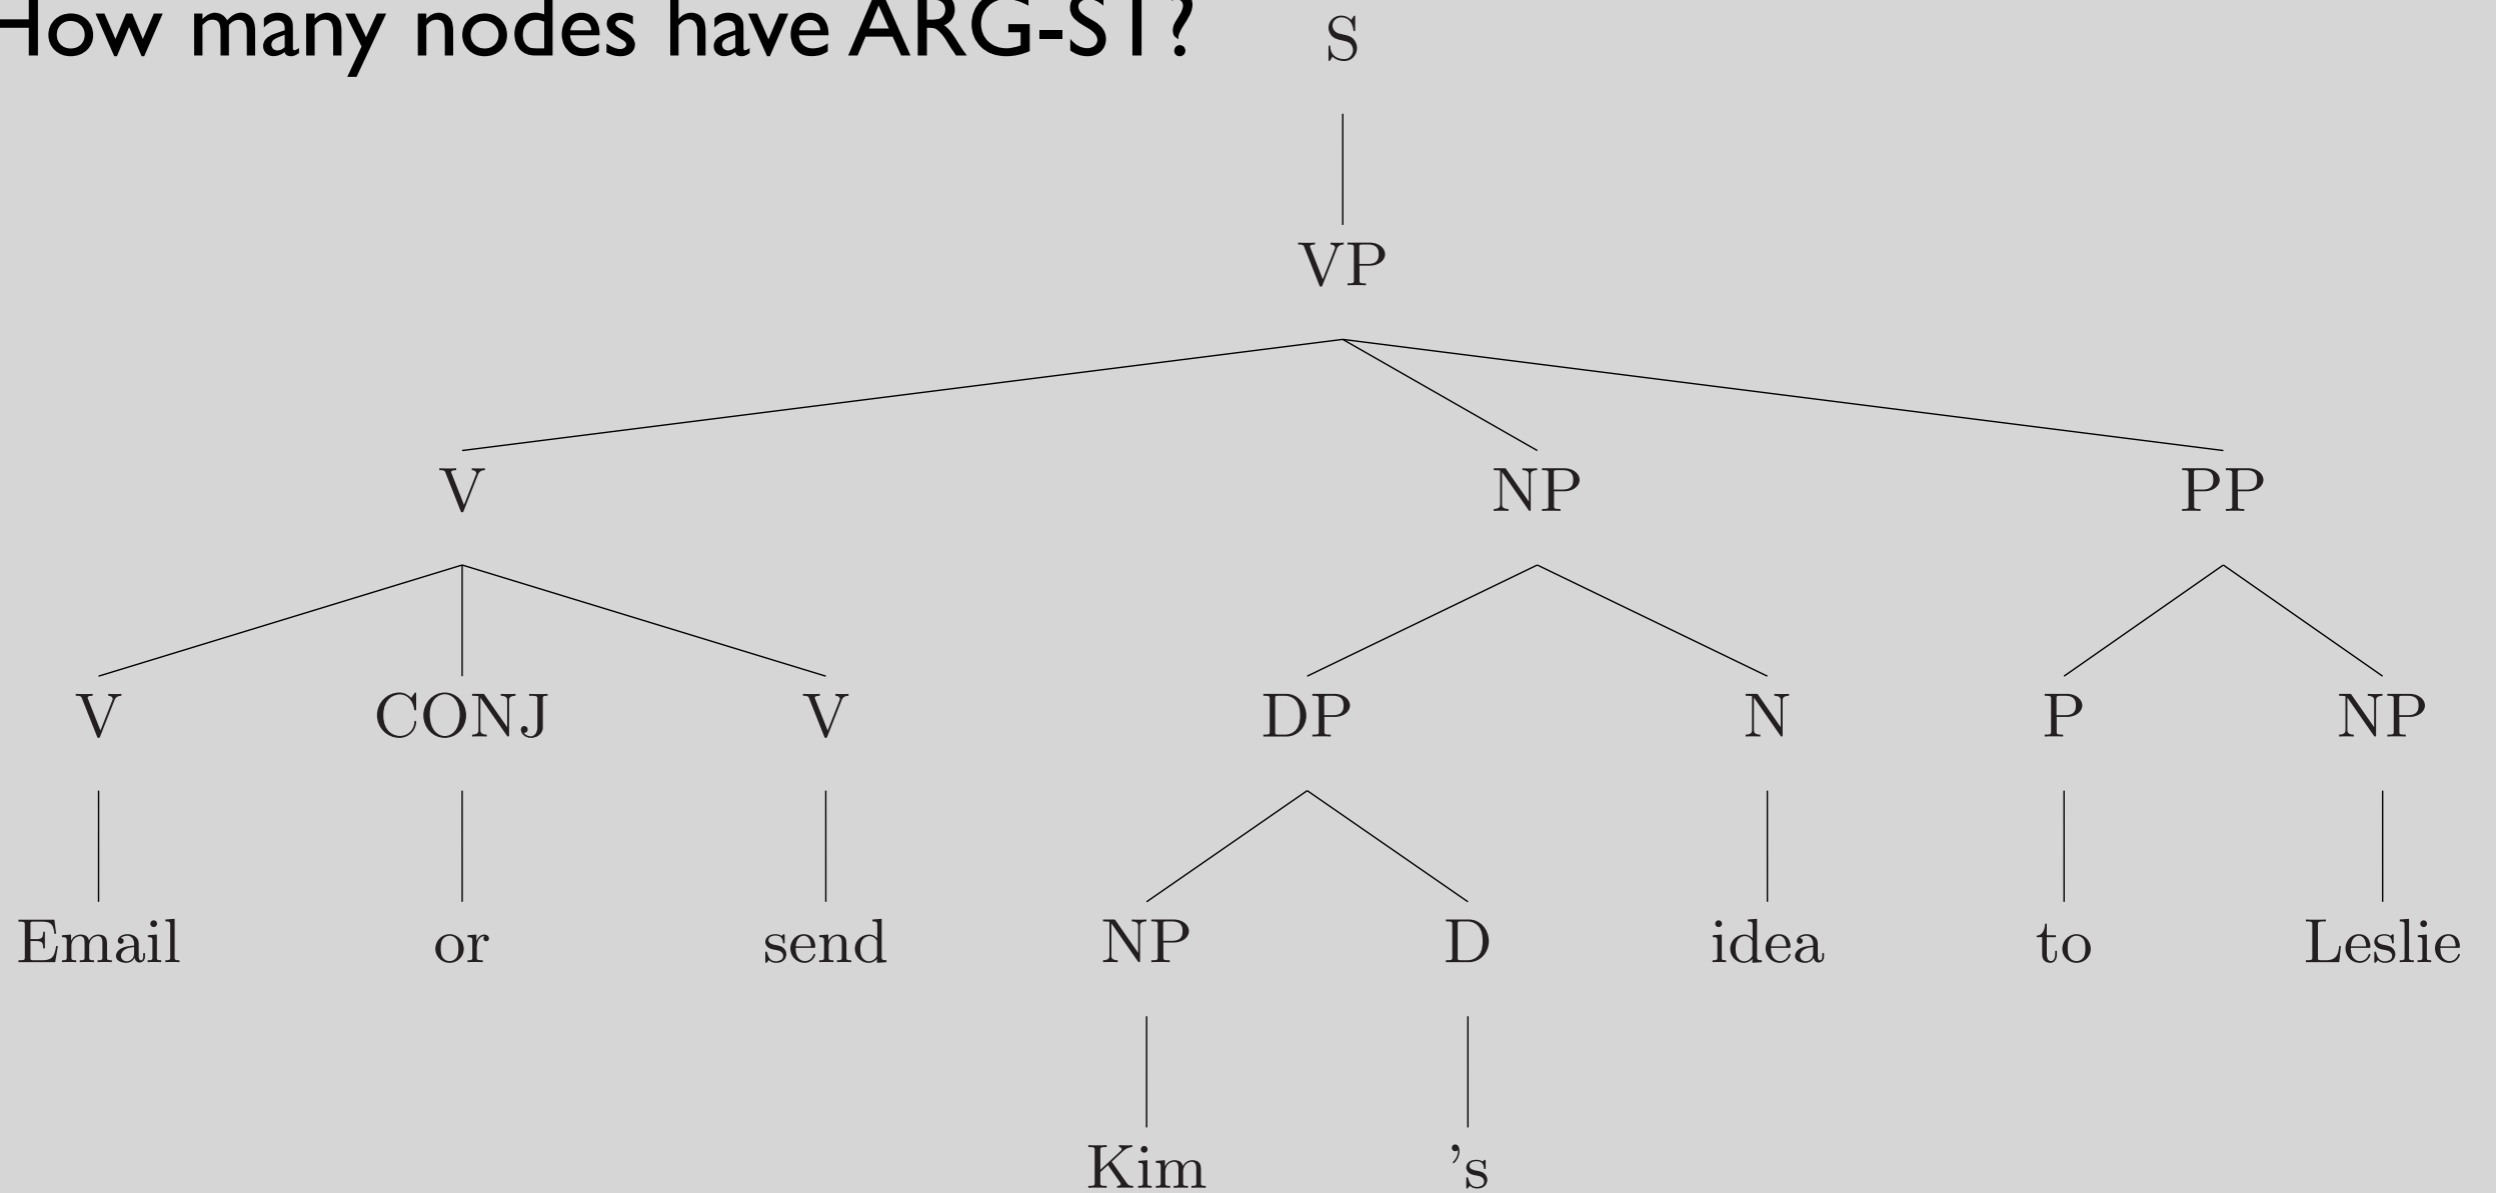 How many nodes have ARG-ST?
S
VP
V NP PP
V CONJ V DP N P NP
Email or send NP D idea to Leslie
Kim 's